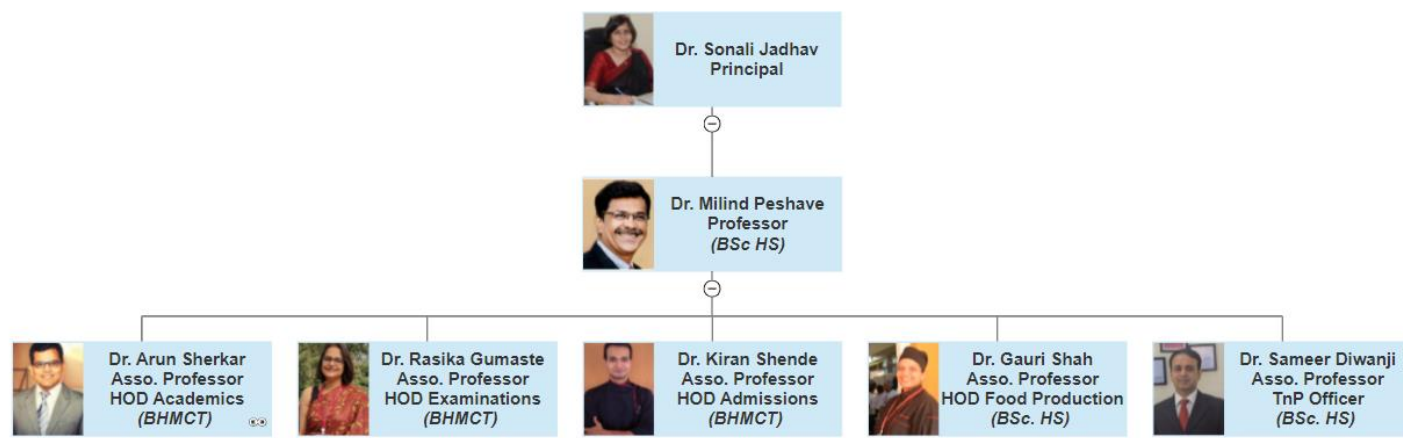 Dr. Sonali Jadhav
Principal
Dr. Milind Peshave
Professor
(BSc HS)
Dr. Arun Sherkar
Asso. Professor
HOD Academics
(BHMCT)
Dr. Rasika Gumaste
Asso. Professor
HOD Examinations
(BHMCT)
Dr. Kiran Shende
Asso. Professor
HOD Admissions
(BHMCT)
Dr. Gauri Shah
Asso. Professor
HOD Food Production
(BSc. HS)
Dr. Sameer Diwanji
Asso. Professor
TnP Officer
(BSc. HS)